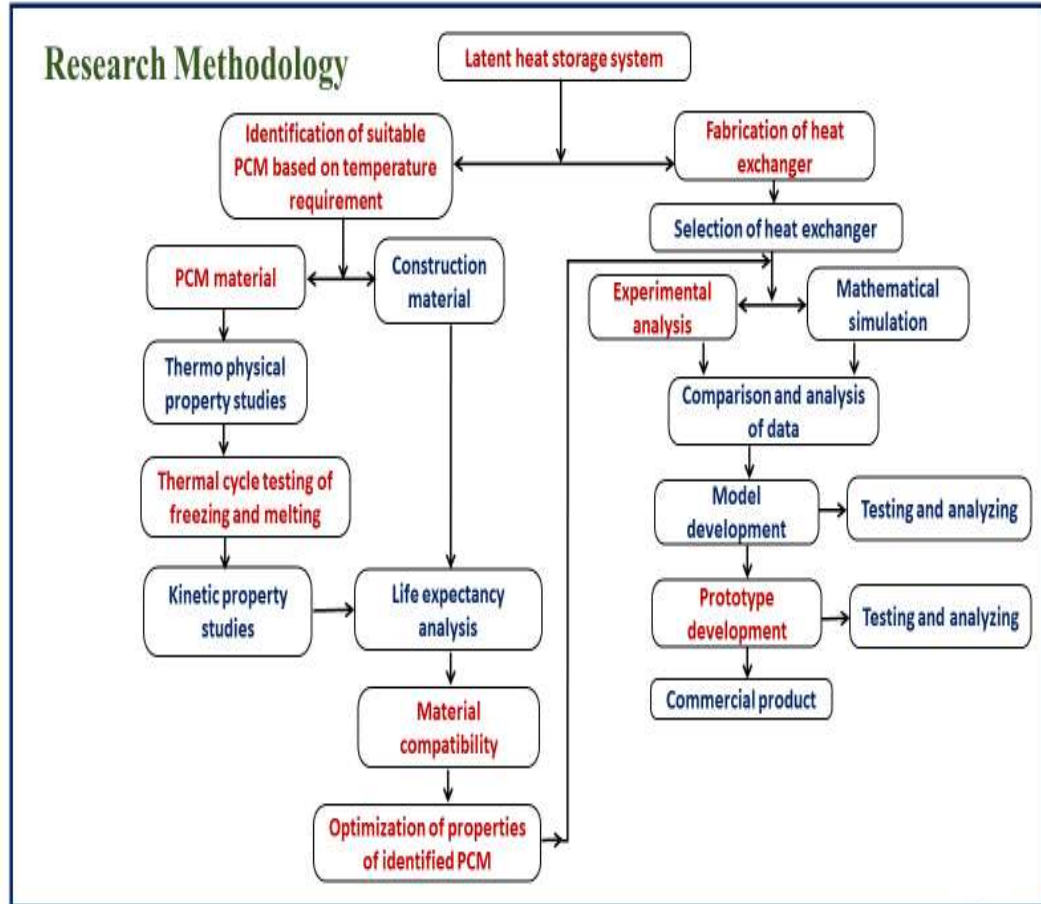 Research Methodology
Latent heat storage system
Identification of suitable
PCM based on temperature
requirement
Fabrication of heat
exchanger
Selection of heat exchanger
PCM material
Construction
material
Experimental
analysis
Mathematical
simulation
Thermo physical
property studies
Comparison and analysis
of data
Thermal cycle testing of
freezing and melting
Model
development
Testing and analyzing
Kinetic property
studies
Life expectancy
analysis
Prototype
development
Testing and analyzing
Commercial product
Material
compatibility
Optimization of properties
of identified PCM